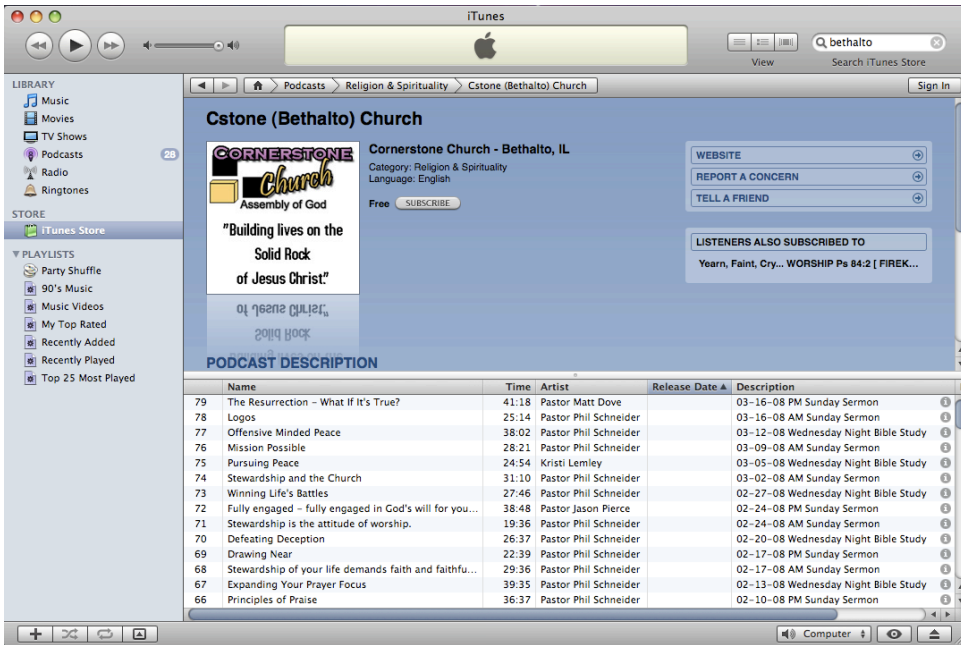 iTunes
bethalto
View
Search iTunes Store
LIBRARY
Music
Movies
TV Shows
Podcasts 28
Radio
Ringtones
STORE
iTunes Store
PLAYLISTS
Party Shuffle
90's Music
Music Videos
My Top Rated
Recently Added
Recently Played
Top 25 Most Played
Podcasts Religion & Spirituality Cstone (Bethalto) Church Sign In
Cstone (Bethalto) Church
CORNERSTONE
Church
Assembly of God
"Building lives on the
Solid Rock
of Jesus Christ."
Cornerstone Church - Bethalto, IL
Category: Religion & Spirituality
Language: English
Free SUBSCRIBE
WEBSITE
REPORT A CONCERN
TELL A FRIEND
LISTENERS ALSO SUBSCRIBED TO
Yearn, Faint, Cry... WORSHIP Ps 84:2 [ FIREK...
PODCAST DESCRIPTION
Name Time Artist Release Date Description
79 The Resurrection – What If It's True? 41:18 Pastor Matt Dove 03-16-08 PM Sunday Sermon
78 Logos 25:14 Pastor Phil Schneider 03-16-08 AM Sunday Sermon
77 Offensive Minded Peace 38:02 Pastor Phil Schneider 03-12-08 Wednesday Night Bible Study
76 Mission Possible 28:21 Pastor Phil Schneider 03-09-08 AM Sunday Sermon
75 Pursuing Peace 24:54 Kristi Lemley 03-05-08 Wednesday Night Bible Study
74 Stewardship and the Church 31:10 Pastor Phil Schneider 03-02-08 AM Sunday Sermon
73 Winning Life's Battles 27:46 Pastor Phil Schneider 02-27-08 Wednesday Night Bible Study
72 Fully engaged – fully engaged in God's will for you... 38:48 Pastor Jason Pierce 02-24-08 PM Sunday Sermon
71 Stewardship is the attitude of worship. 19:36 Pastor Phil Schneider 02-24-08 AM Sunday Sermon
70 Defeating Deception 26:37 Pastor Phil Schneider 02-20-08 Wednesday Night Bible Study
69 Drawing Near 22:39 Pastor Phil Schneider 02-17-08 PM Sunday Sermon
68 Stewardship of your life demands faith and faithfu... 29:36 Pastor Phil Schneider 02-17-08 AM Sunday Sermon
67 Expanding Your Prayer Focus 39:35 Pastor Phil Schneider 02-13-08 Wednesday Night Bible Study
66 Principles of Praise 36:37 Pastor Phil Schneider 02-10-08 PM Sunday Sermon
Computer